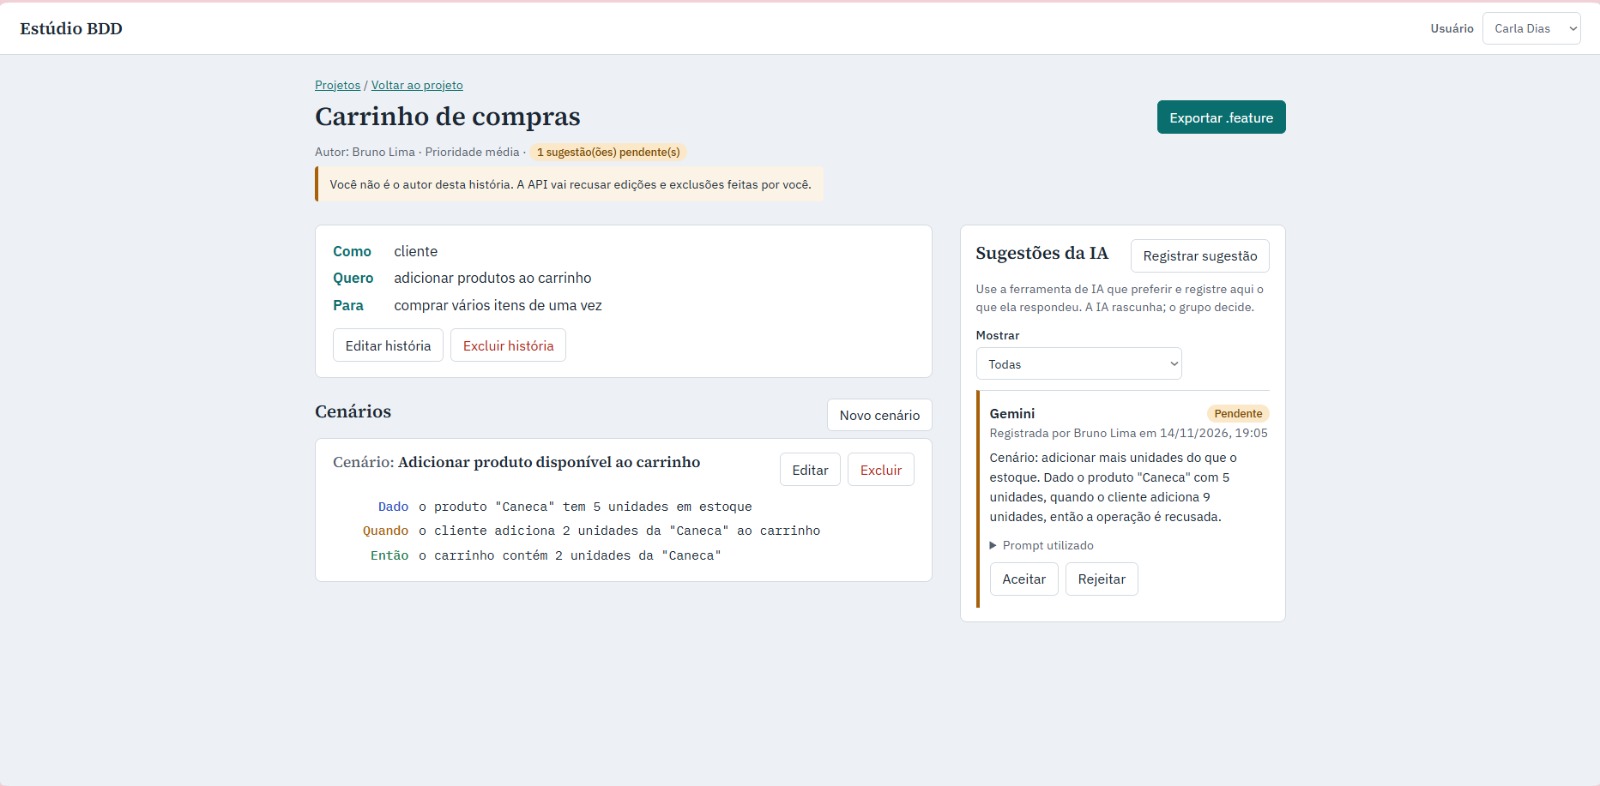 Estúdio BDD
Usuário
Carla Dias
Projetos / Voltar ao projeto
Carrinho de compras
Exportar .feature
Autor: Bruno Lima · Prioridade média · 1 sugestão(ões) pendente(s)
Você não é o autor desta história. A API vai recusar edições e exclusões feitas por você.
Como cliente
Quero adicionar produtos ao carrinho
Para comprar vários itens de uma vez
Editar história
Excluir história
Cenários
Novo cenário
Cenário: Adicionar produto disponível ao carrinho
Editar
Excluir
Dado o produto "Caneca" tem 5 unidades em estoque
Quando o cliente adiciona 2 unidades da "Caneca" ao carrinho
Então o carrinho contém 2 unidades da "Caneca"
Sugestões da IA
Registrar sugestão
Use a ferramenta de IA que preferir e registre aqui o
que ela respondeu. A IA rascunha; o grupo decide.
Mostrar
Todas
Gemini
Pendente
Registrada por Bruno Lima em 14/11/2026, 19:05
Cenário: adicionar mais unidades do que o
estoque. Dado o produto "Caneca" com 5
unidades, quando o cliente adiciona 9
unidades, então a operação é recusada.
Prompt utilizado
Aceitar
Rejeitar